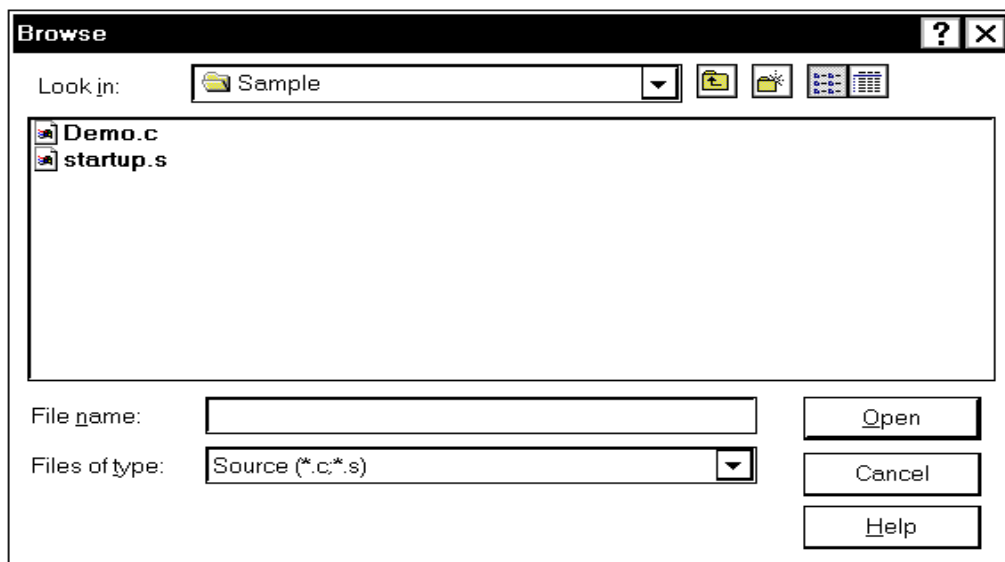 Browse
Look in: Sample
Demo.c
startup.s
File name: Open
Files of type: Source (*.c;*.s) Cancel
Help